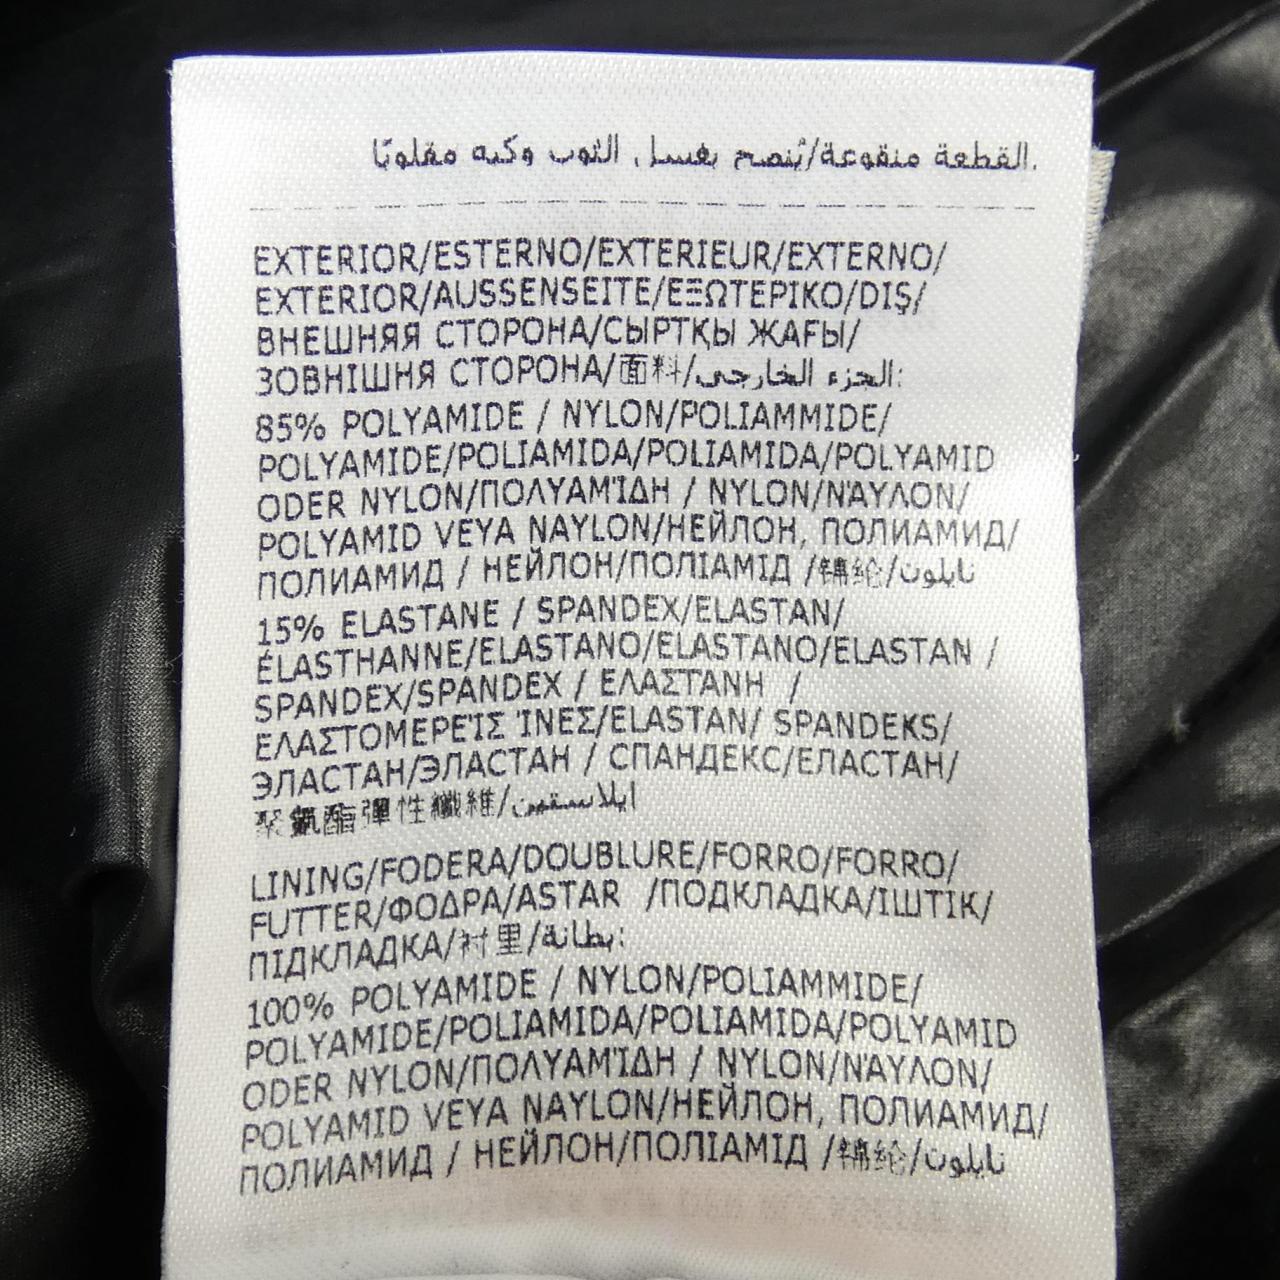 القطعة منقوعة/يُنصح بغسل الثوب وكيه مقلوبًا.
EXTERIOR/ESTERNO/EXTERIEUR/EXTERNO/
EXTERIOR/AUSSENSEITE/ΕΞΩΤΕΡΙΚΟ/DIŞ/
ВНЕШНЯЯ СТОРОНА/СЫРТҚЫ ЖАҒЫ/
ЗОВНІШНЯ СТОРОНА/面料/الجزء الخارجي:
85% POLYAMIDE / NYLON/POLIAMMIDE/
POLYAMIDE/POLIAMIDA/POLIAMIDA/POLYAMID
ODER NYLON/ΠΟΛΥΑΜΊΔΗ / NYLON/ΝΆΥΛΟΝ/
POLYAMID VEYA NAYLON/НЕЙЛОН, ПОЛИАМИД/
ПОЛИАМИД / НЕЙЛОН/ПОЛІАМІД /錦纶/نايلون
15% ELASTANE / SPANDEX/ELASTAN/
ÉLASTHANNE/ELASTANO/ELASTANO/ELASTAN /
SPANDEX/SPANDEX / ΕΛΑΣΤΑΝΗ /
ΕΛΑΣΤΟΜΕΡΕΊΣ ΊΝΕΣ/ELASTAN/ SPANDEKS/
ЭЛАСТАН/ЭЛАСТАН / СПАНДЕКС/ЕЛАСТАН/
聚氨酯彈性纖維/ايلاستين
LINING/FODERA/DOUBLURE/FORRO/FORRO/
FUTTER/ΦΟΔΡΑ/ASTAR /ПОДКЛАДКА/ІШТІК/
ПІДКЛАДКА/衬里/بطانة:
100% POLYAMIDE / NYLON/POLIAMMIDE/
POLYAMIDE/POLIAMIDA/POLIAMIDA/POLYAMID
ODER NYLON/ΠΟΛΥΑΜΊΔΗ / NYLON/ΝΆΥΛΟΝ/
POLYAMID VEYA NAYLON/НЕЙЛОН, ПОЛИАМИД/
ПОЛИАМИД / НЕЙЛОН/ПОЛІАМІД /錦纶/نايلون